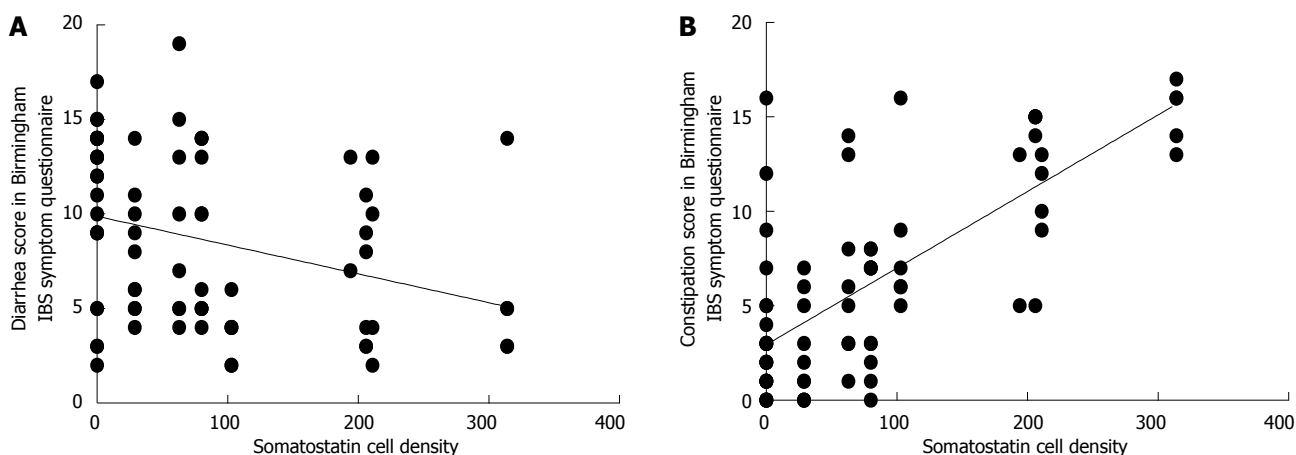 A
Diarrhea score in Birmingham
IBS symptom questionnaire
20
15
10
5
0
0 100 200 300 400
Somatostatin cell density
B
Constipation score in Birmingham
IBS symptom questionnaire
20
15
10
5
0
0 100 200 300 400
Somatostatin cell density